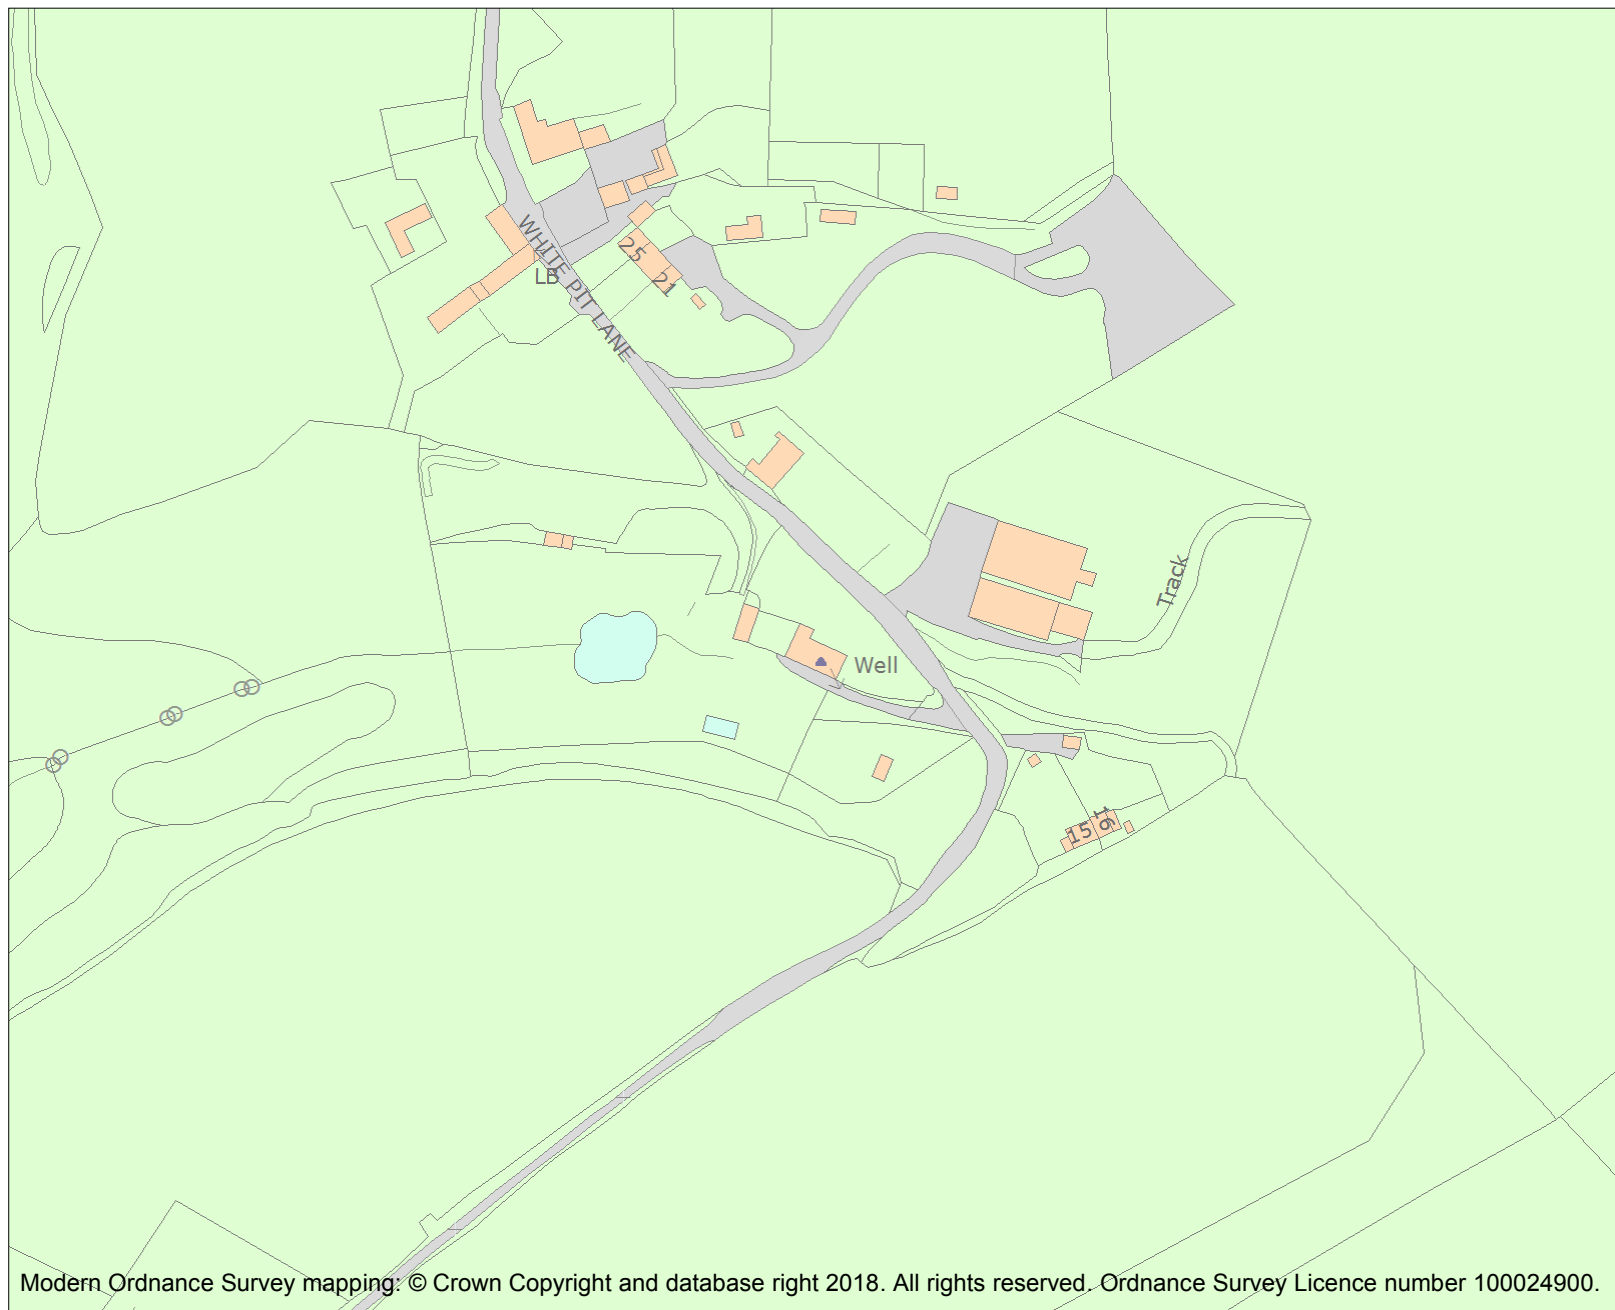 WHITE PIT LANE
25
LB
21
Track
Well
15
16
Modern Ordnance Survey mapping: © Crown Copyright and database right 2018. All rights reserved. Ordnance Survey Licence number 100024900.